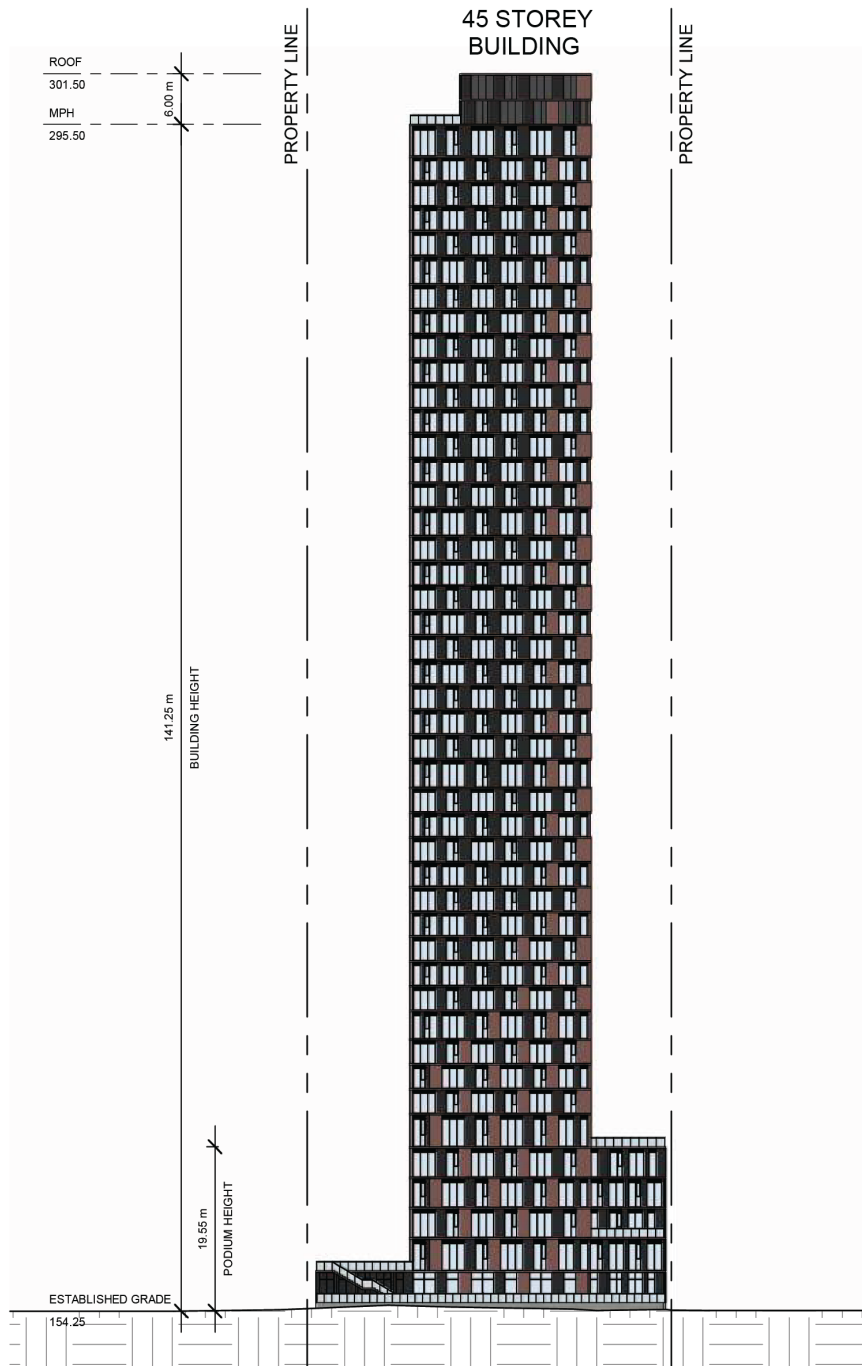 45 STOREY
BUILDING
PROPERTY LINE
PROPERTY LINE
ROOF
301.50
6.00 m
MPH
295.50
141.25 m
BUILDING HEIGHT
19.55 m
PODIUM HEIGHT
ESTABLISHED GRADE
154.25